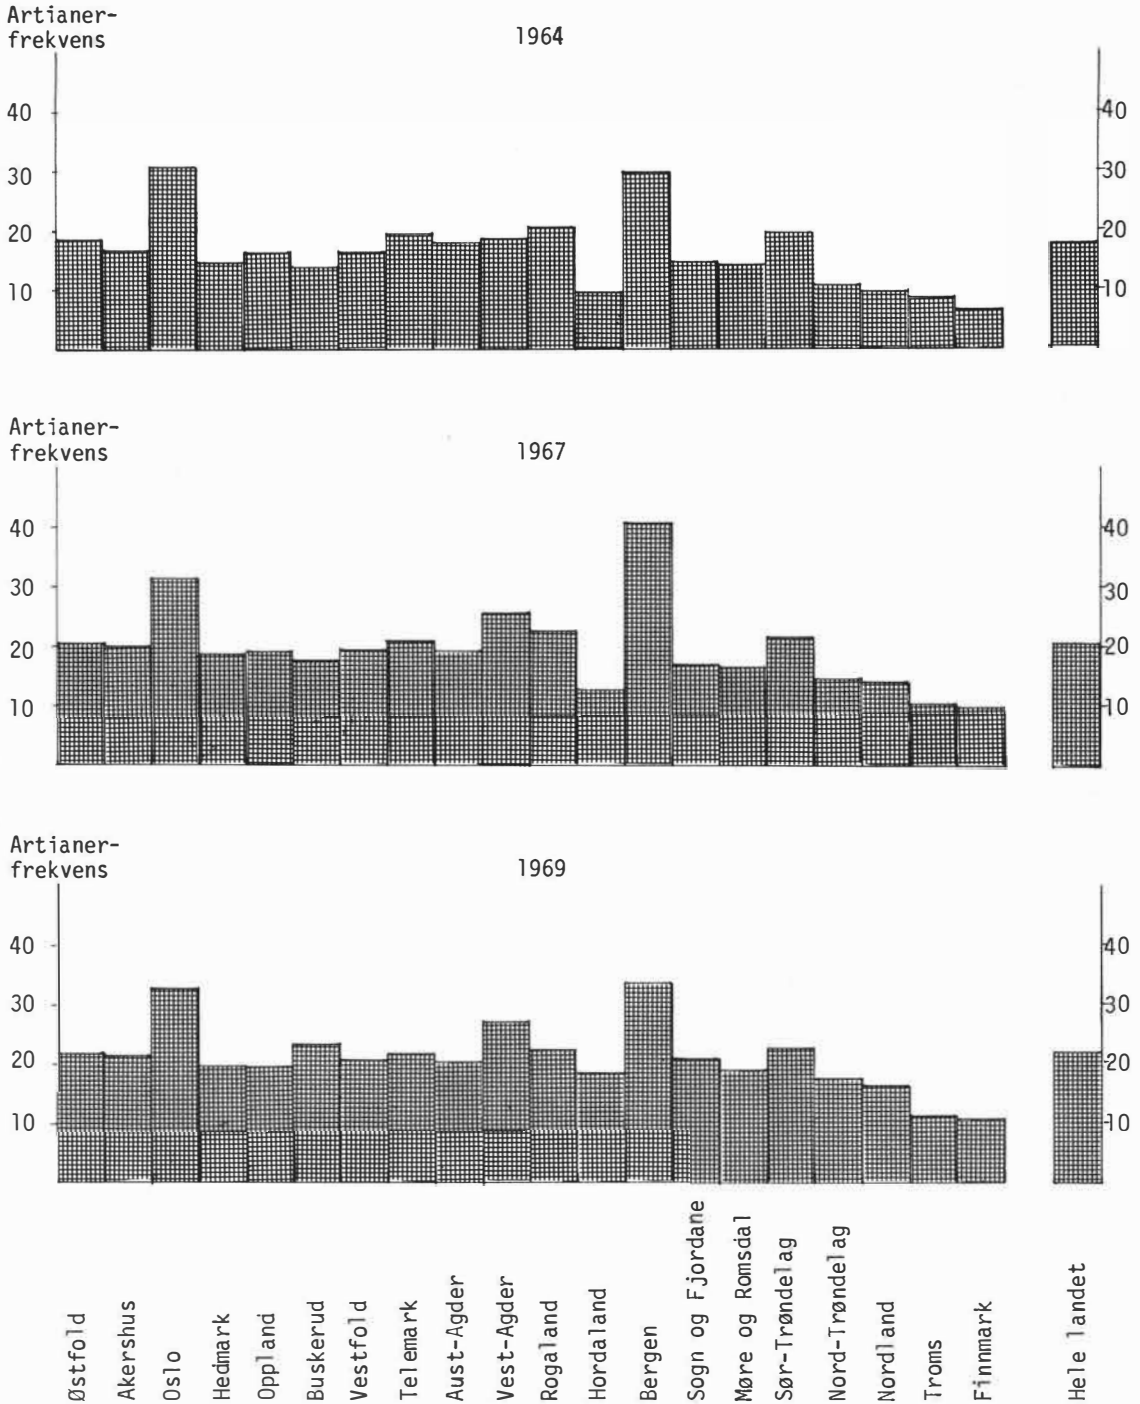 Artianer-
frekvens
1964
40
30
20
10
40
30
20
10
Artianer-
frekvens
1967
40
30
20
10
40
30
20
10
Artianer-
frekvens
1969
40
30
20
10
40
30
20
10
Østfold
Akershus
Oslo
Hedmark
Oppland
Buskerud
Vestfold
Telemark
Aust-Agder
Vest-Agder
Rogaland
Hordaland
Bergen
Sogn og Fjordane
Møre og Romsdal
Sør-Trøndelag
Nord-Trøndelag
Nordland
Troms
Finnmark
Hele landet